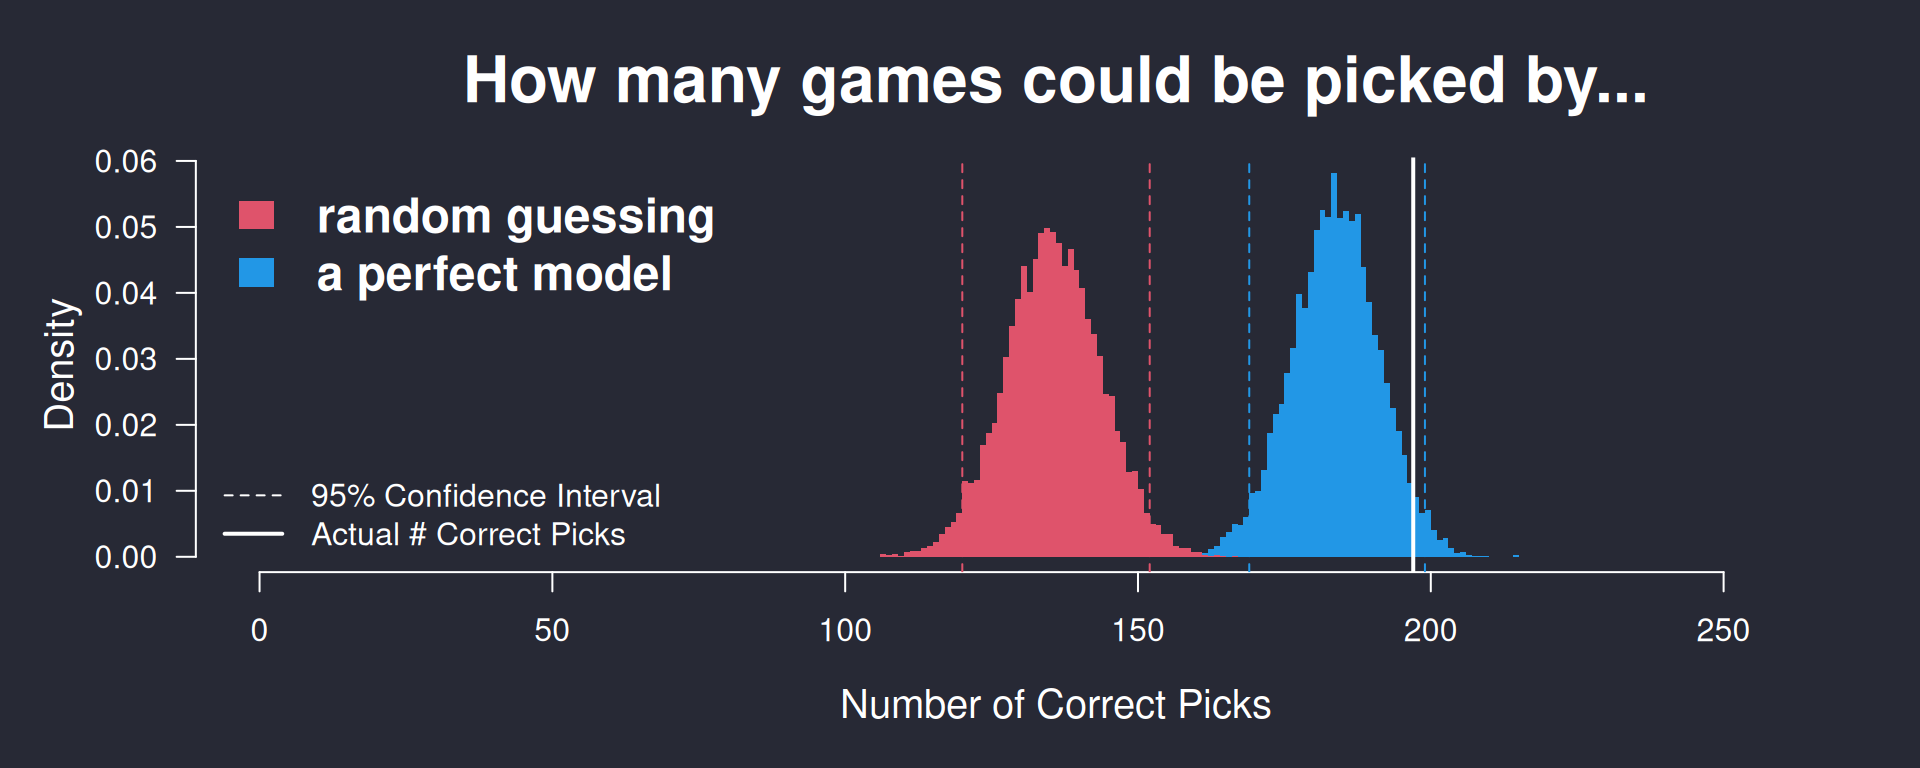 How many games could be picked by...
random guessing
a perfect model
95% Confidence Interval
Actual # Correct Picks
Density
0.06
0.05
0.04
0.03
0.02
0.01
0.00
0 50 100 150 200 250
Number of Correct Picks